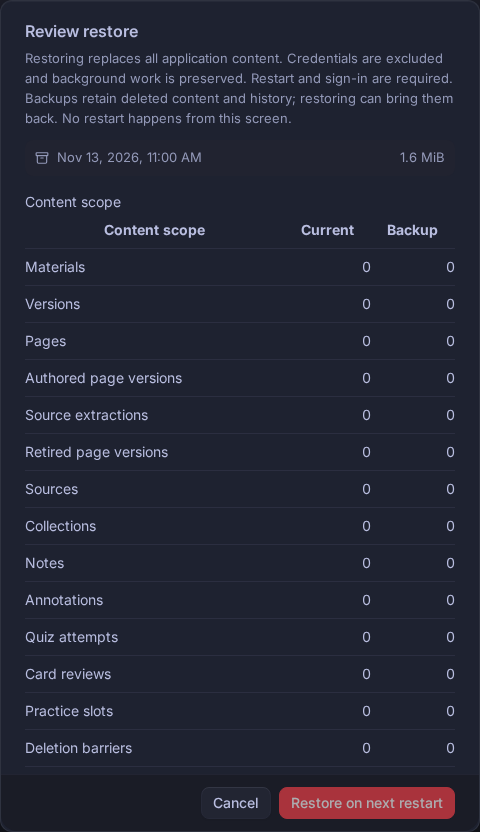 Review restore
Restoring replaces all application content. Credentials are excluded
and background work is preserved. Restart and sign-in are required.
Backups retain deleted content and history; restoring can bring them
back. No restart happens from this screen.
Nov 13, 2026, 11:00 AM 1.6 MiB
Content scope
Content scope Current Backup
Materials 0 0
Versions 0 0
Pages 0 0
Authored page versions 0 0
Source extractions 0 0
Retired page versions 0 0
Sources 0 0
Collections 0 0
Notes 0 0
Annotations 0 0
Quiz attempts 0 0
Card reviews 0 0
Practice slots 0 0
Deletion barriers 0 0
Cancel Restore on next restart